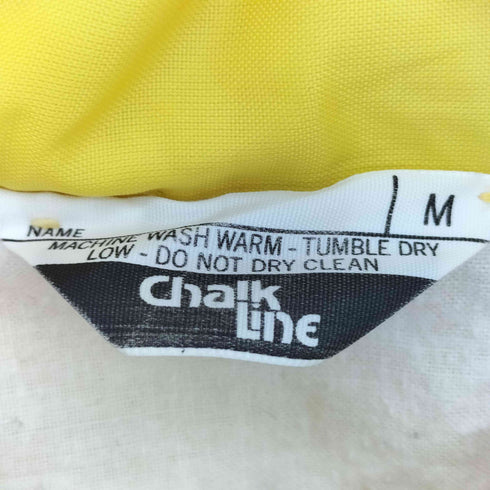 NAME M
MACHINE WASH WARM - TUMBLE DRY
LOW - DO NOT DRY CLEAN
Chalk
Line